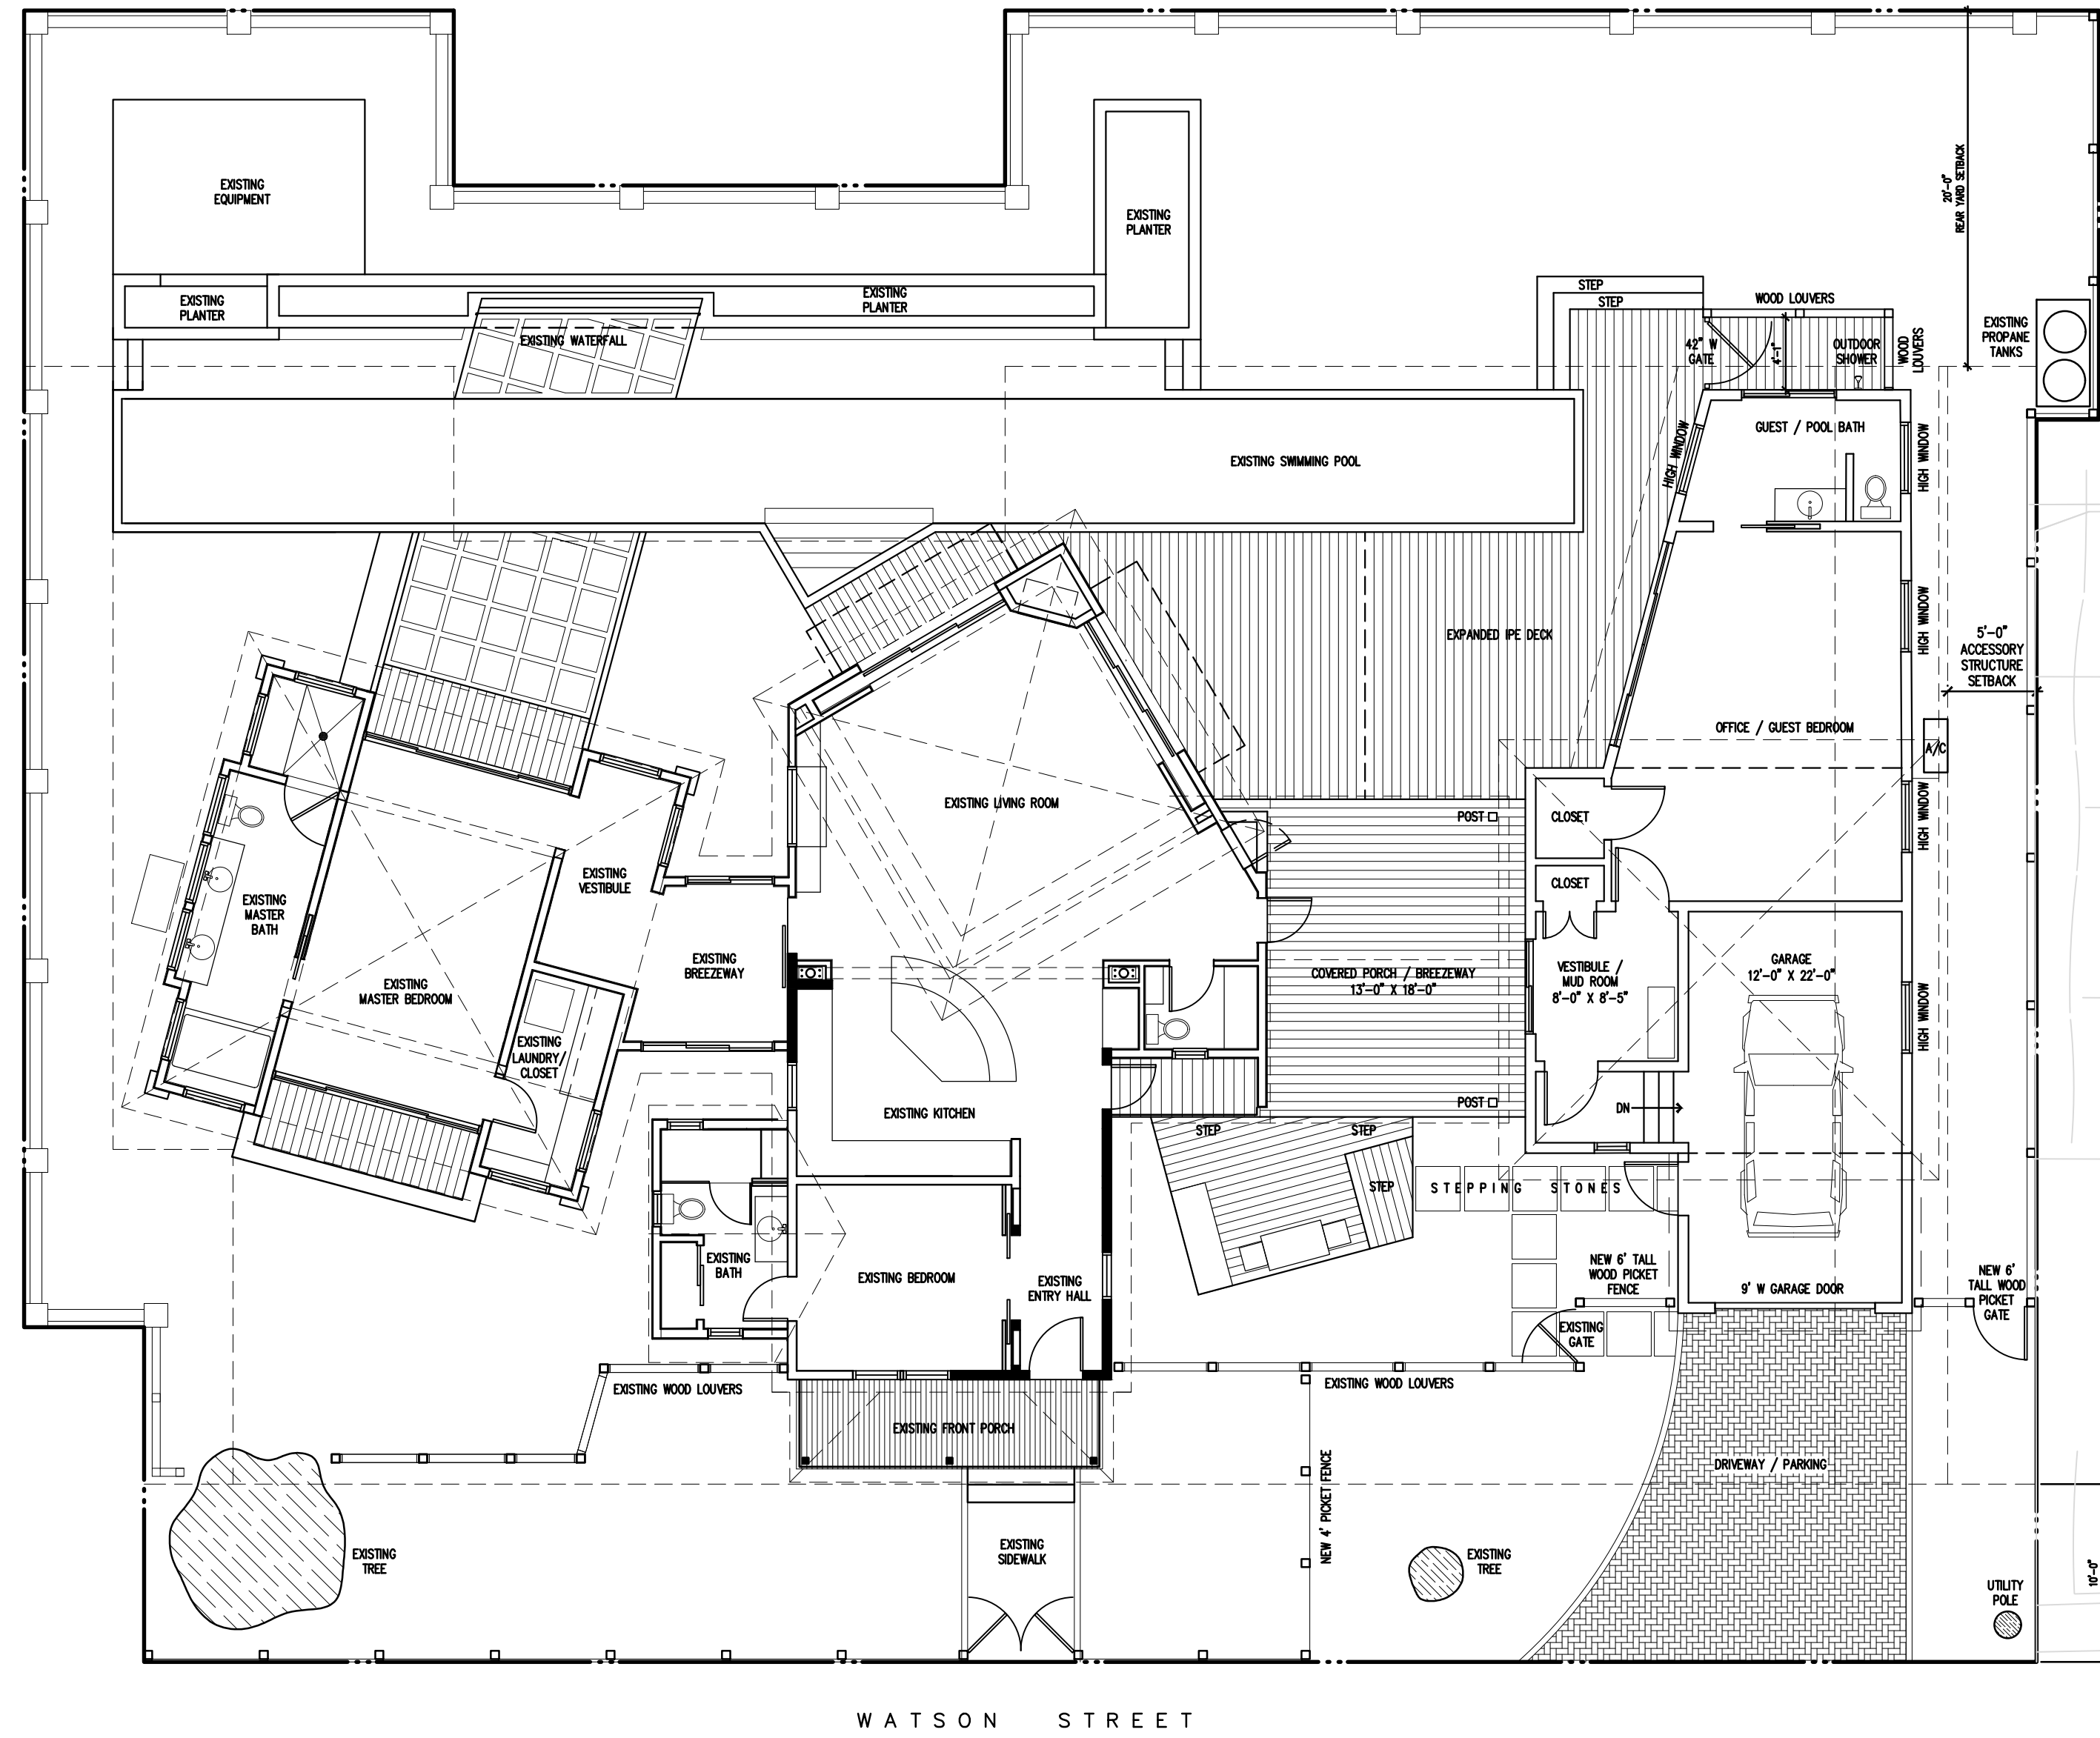 20'-0"
REAR YARD SETBACK
EXISTING
EQUIPMENT
EXISTING
PLANTER
EXISTING
PLANTER
EXISTING
PLANTER
STEP
STEP
WOOD LOUVERS
EXISTING WATERFALL
42" W
GATE
4'-1"
OUTDOOR
SHOWER
WOOD
LOUVERS
EXISTING
PROPANE
TANKS
GUEST / POOL BATH
HIGH WINDOW
HIGH WINDOW
EXISTING SWIMMING POOL
HIGH WINDOW
EXPANDED IPE DECK
5'-0"
ACCESSORY
STRUCTURE
SETBACK
OFFICE / GUEST BEDROOM
A/C
EXISTING LIVING ROOM
POST
CLOSET
HIGH WINDOW
EXISTING
VESTIBULE
CLOSET
EXISTING
MASTER
BATH
EXISTING
BREEZEWAY
EXISTING
MASTER BEDROOM
COVERED PORCH / BREEZEWAY
13'-0" X 18'-0"
VESTIBULE /
MUD ROOM
8'-0" X 8'-5"
GARAGE
12'-0" X 22'-0"
HIGH WINDOW
EXISTING
LAUNDRY/
CLOSET
EXISTING KITCHEN
POST
DN
STEP
STEP
STEP
STEPPING STONES
EXISTING
BATH
EXISTING BEDROOM
EXISTING
ENTRY HALL
NEW 6' TALL
WOOD PICKET
FENCE
9' W GARAGE DOOR
NEW 6'
TALL WOOD
PICKET
GATE
EXISTING
GATE
EXISTING WOOD LOUVERS
EXISTING WOOD LOUVERS
EXISTING FRONT PORCH
NEW 4' PICKET FENCE
DRIVEWAY / PARKING
EXISTING
TREE
EXISTING
SIDEWALK
EXISTING
TREE
UTILITY
POLE
10'-0"
WATSON STREET